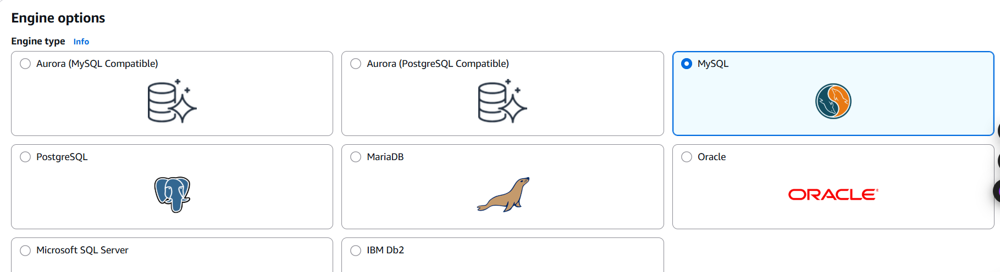 Engine options
Engine type Info
Aurora (MySQL Compatible)
Aurora (PostgreSQL Compatible)
MySQL
PostgreSQL
MariaDB
Oracle
ORACLE®
Microsoft SQL Server
IBM Db2